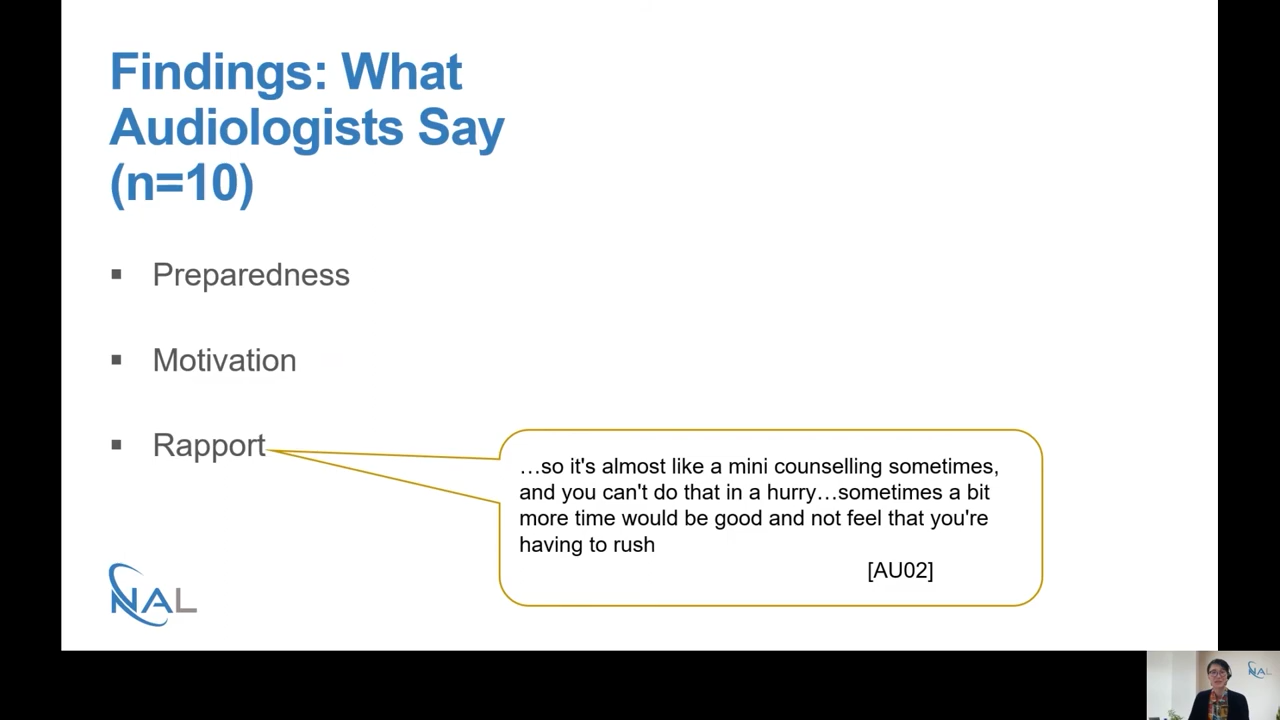 Findings: What
Audiologists Say
(n=10)
▪ Preparedness
▪ Motivation
▪ Rapport
…so it's almost like a mini counselling sometimes,
and you can't do that in a hurry…sometimes a bit
more time would be good and not feel that you're
having to rush
[AU02]
NAL
NAL